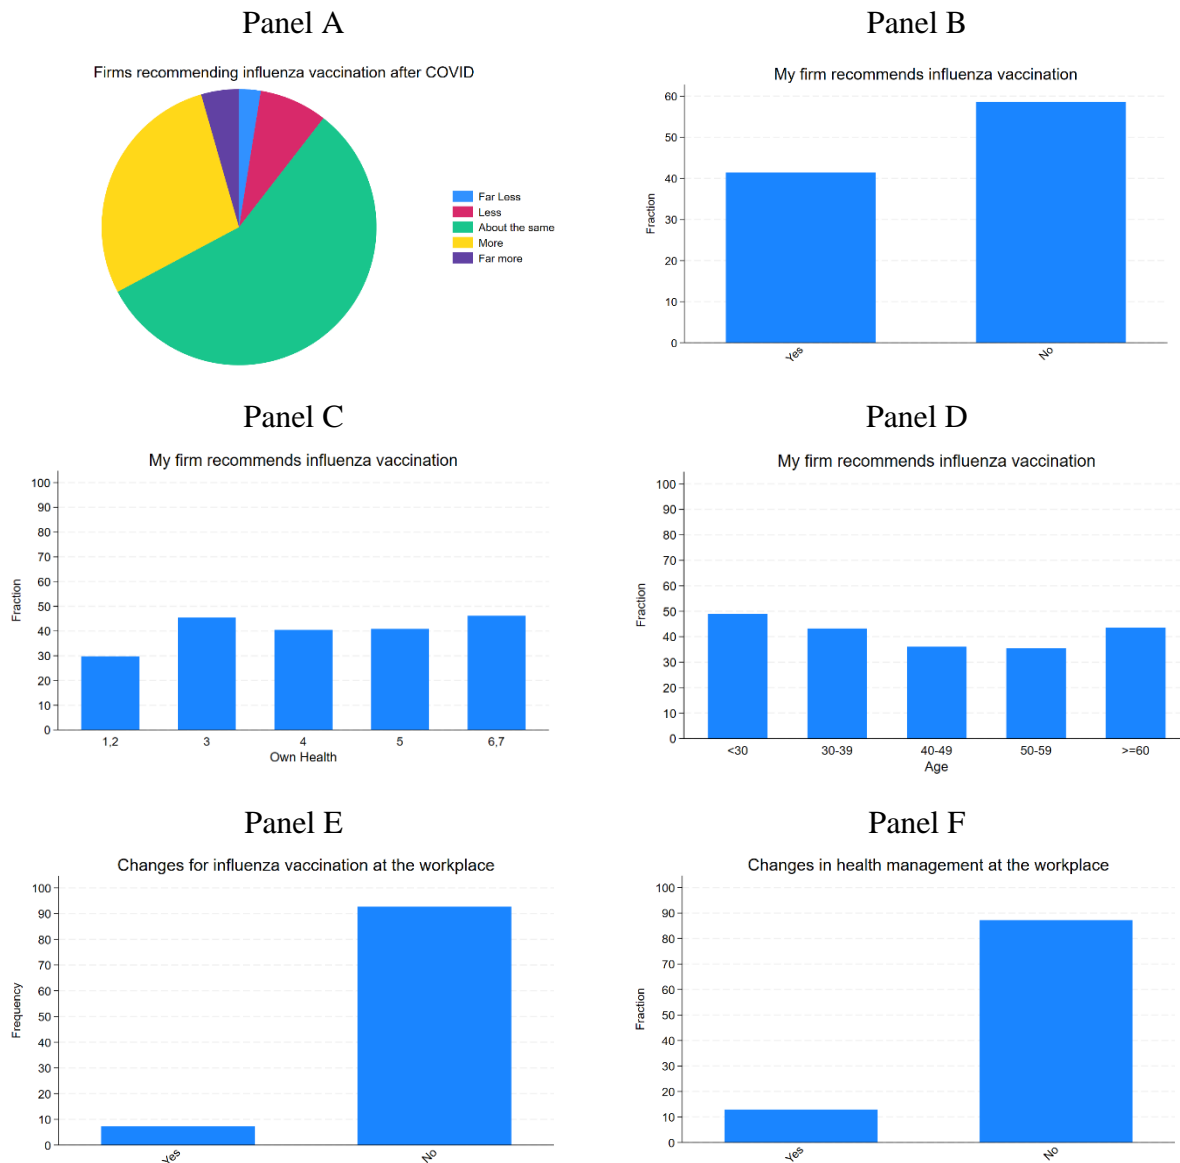 Panel A
Firms recommending influenza vaccination after COVID
Far Less
Less
About the same
More
Far more
Panel B
My firm recommends influenza vaccination
Fraction
60
50
40
30
20
10
0
Yes
No
Panel C
My firm recommends influenza vaccination
Fraction
100
90
80
70
60
50
40
30
20
10
0
1,2
3
4
5
6,7
Own Health
Panel D
My firm recommends influenza vaccination
Fraction
100
90
80
70
60
50
40
30
20
10
0
<30
30-39
40-49
50-59
>=60
Age
Panel E
Changes for influenza vaccination at the workplace
Frequency
100
90
80
70
60
50
40
30
20
10
0
Yes
No
Panel F
Changes in health management at the workplace
Fraction
100
90
80
70
60
50
40
30
20
10
0
Yes
No